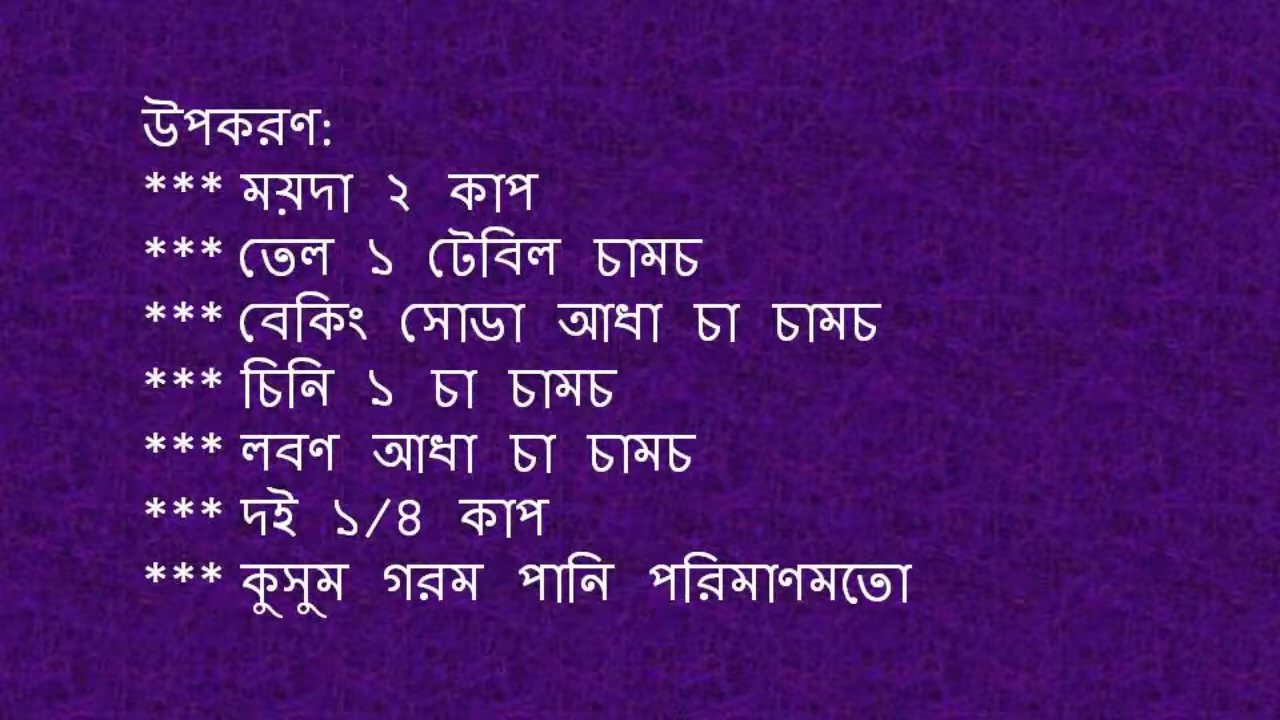 উপকরণ:
*** ময়দা ২ কাপ
*** তেল ১ টেবিল চামচ
*** বেকিং সোডা আধা চা চামচ
*** চিনি ১ চা চামচ
*** লবণ আধা চা চামচ
*** দই ১/৪ কাপ
*** কুসুম গরম পানি পরিমাণমতো